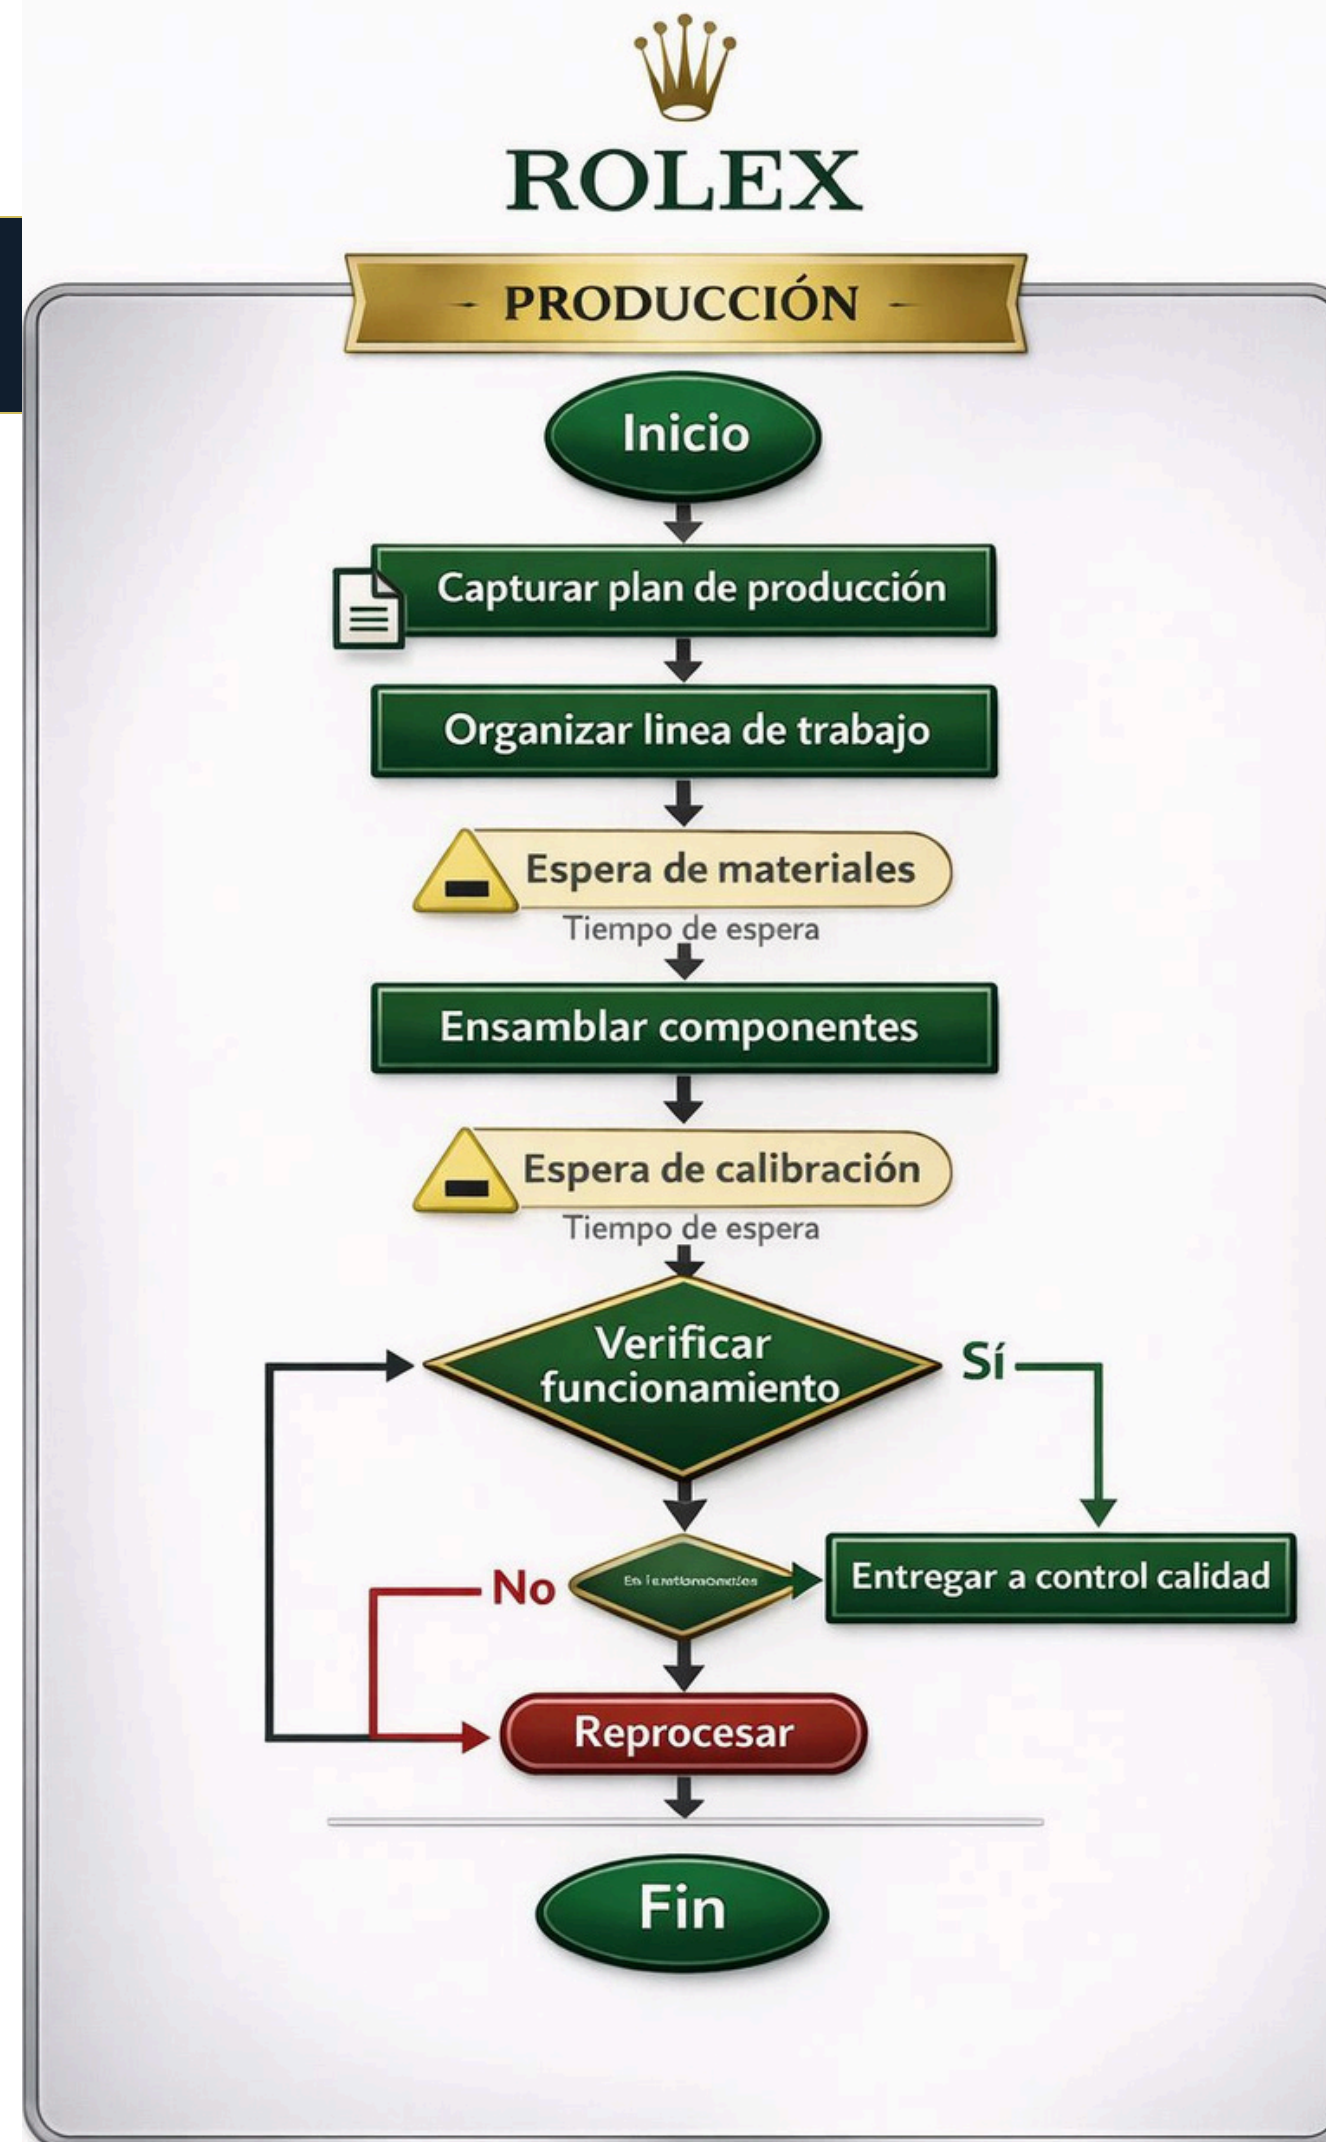 ROLEX
PRODUCCIÓN
Inicio
Capturar plan de producción
Organizar linea de trabajo
Espera de materiales
Tiempo de espera
Ensamblar componentes
Espera de calibración
Tiempo de espera
Verificar
funcionamiento
Sí
No
Entregar a control calidad
Reprocesar
Fin